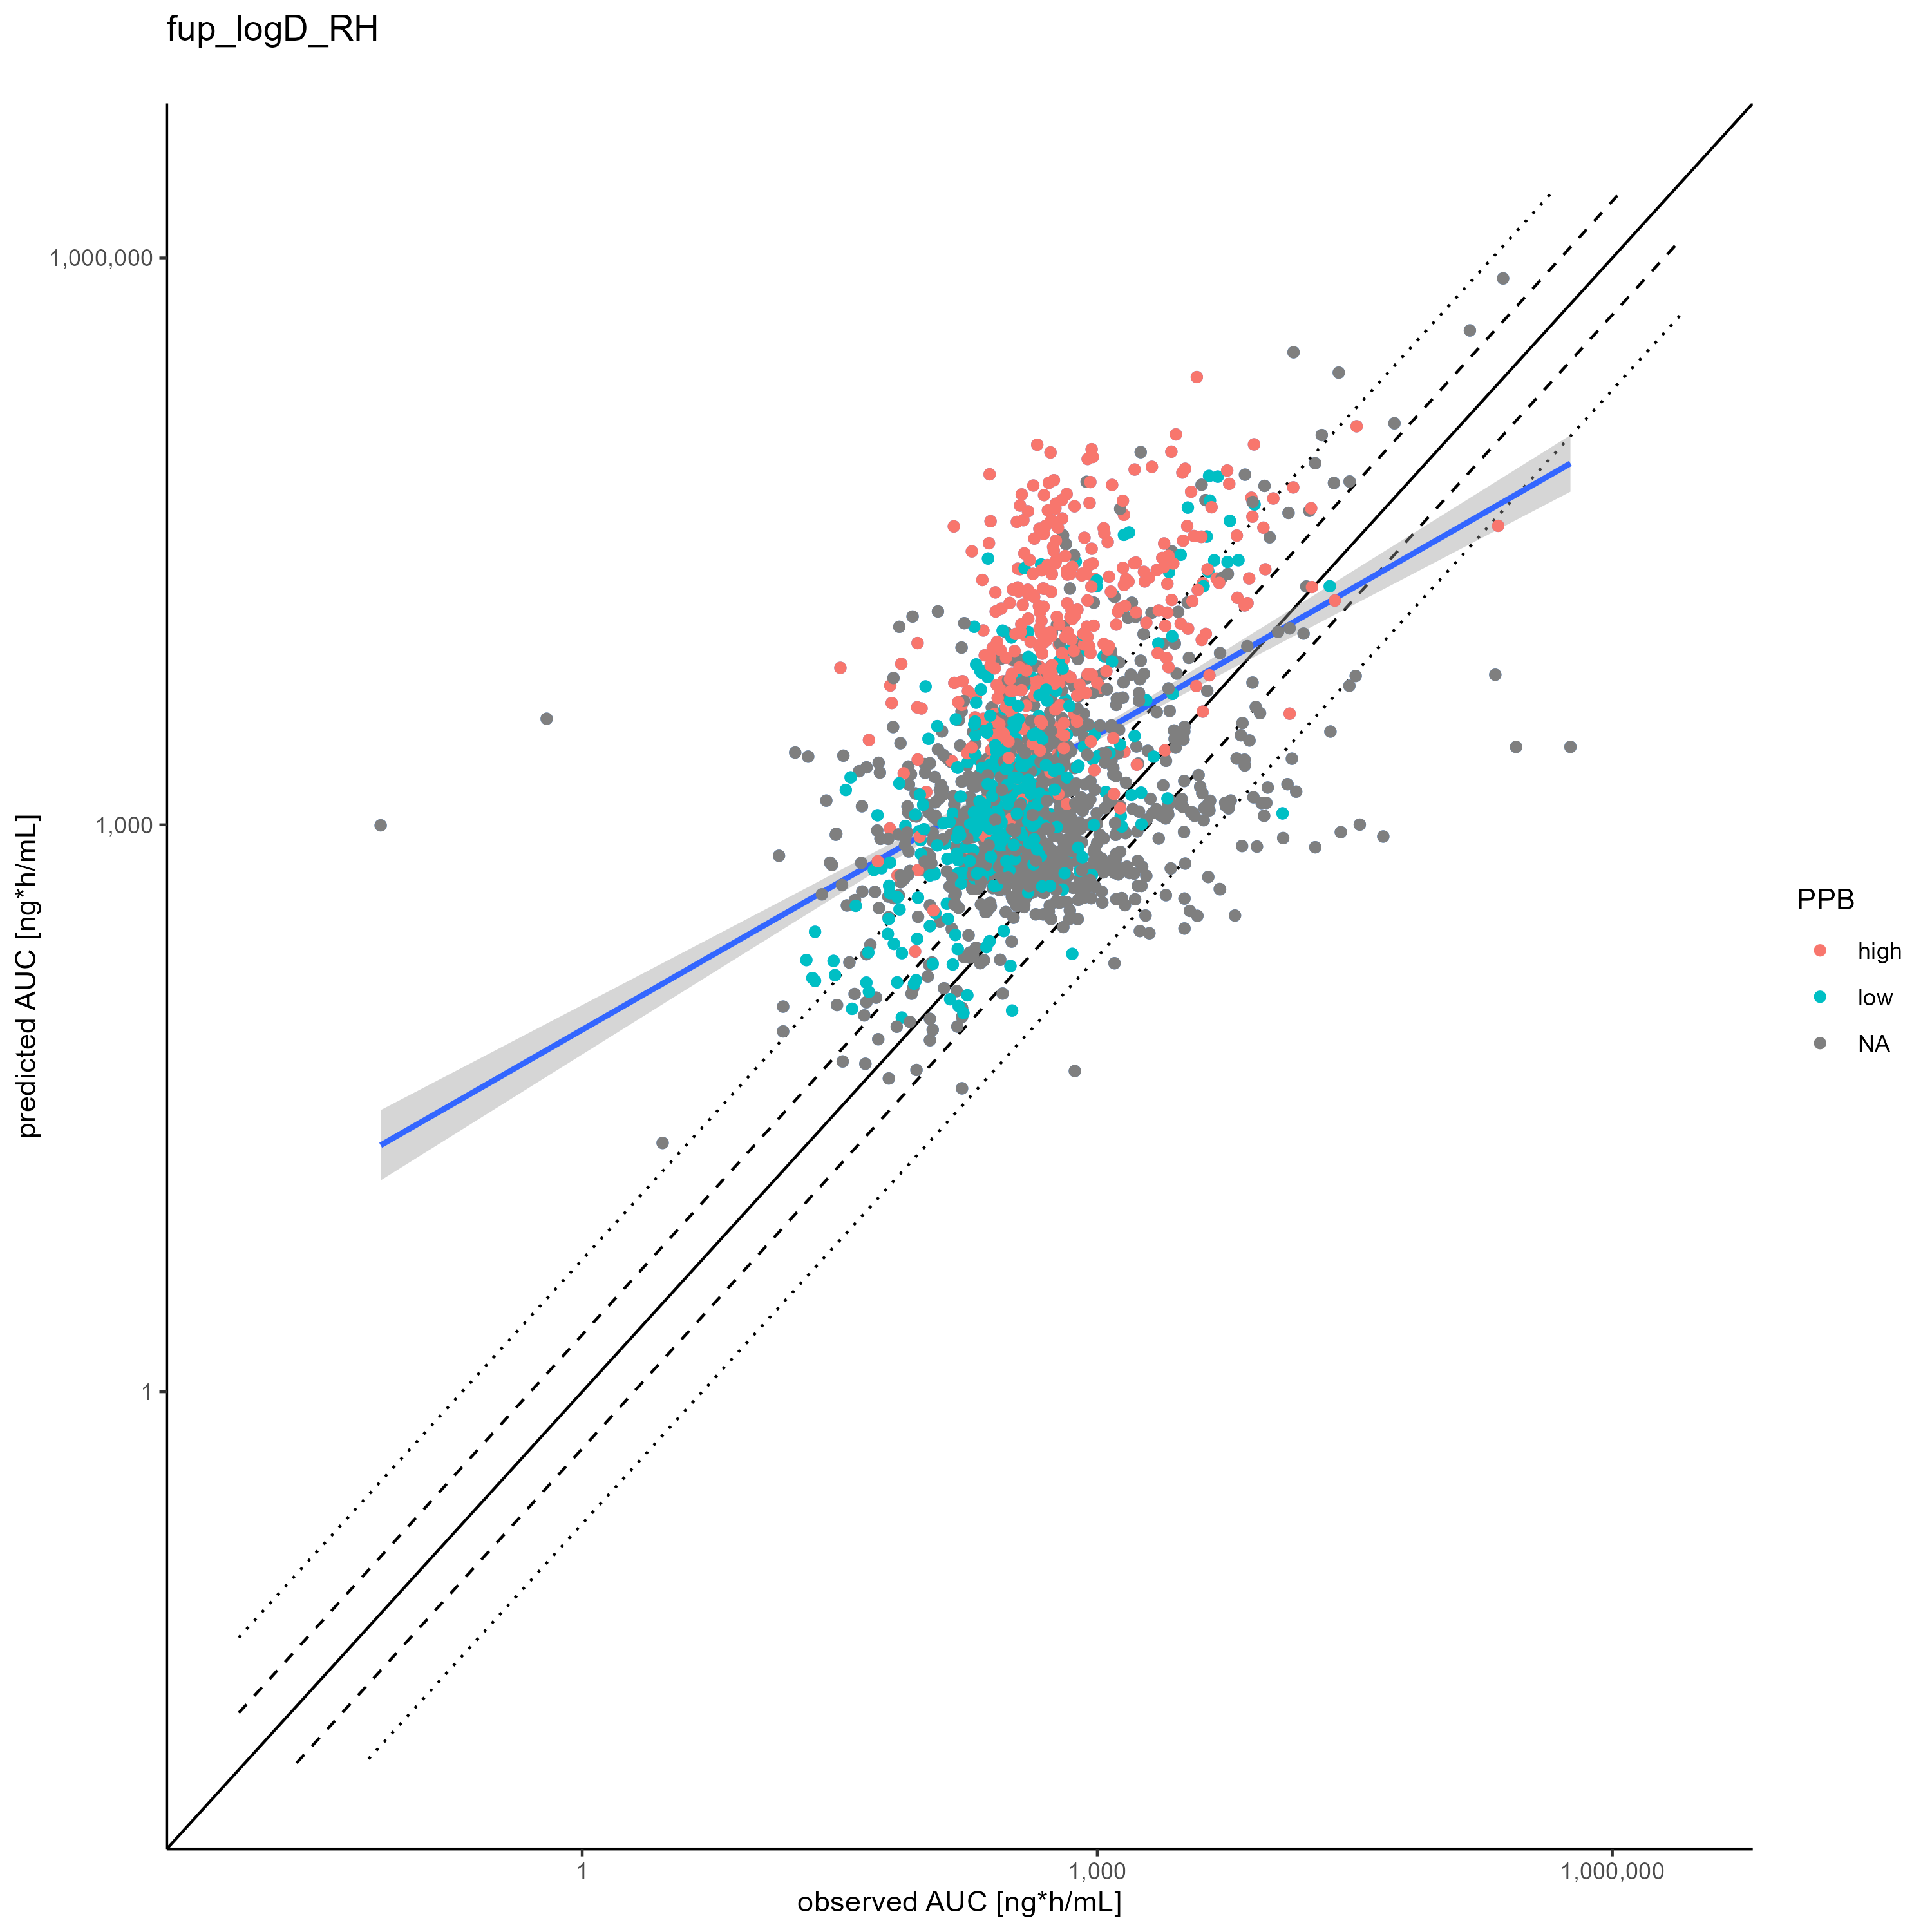 fup_logD_RH
1,000,000
1,000
1
predicted AUC [ng*h/mL]
1
1,000
1,000,000
observed AUC [ng*h/mL]
PPB
high
low
NA